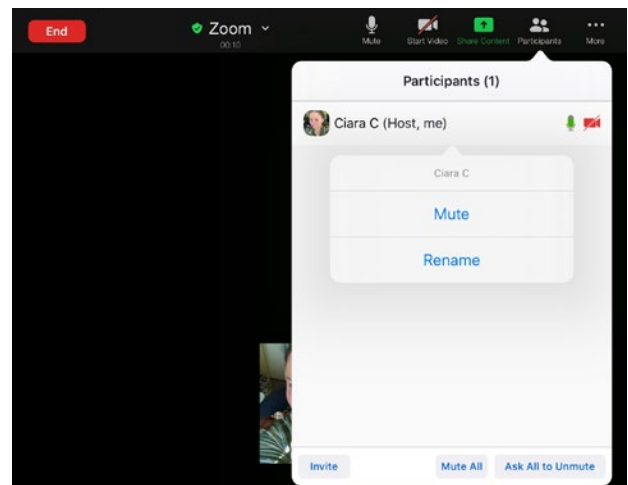 End
Zoom
00:10
Mute
Start Video
Share Content
Participants
More
Participants (1)
Ciara C (Host, me)
Ciara C
Mute
Rename
Invite
Mute All
Ask All to Unmute